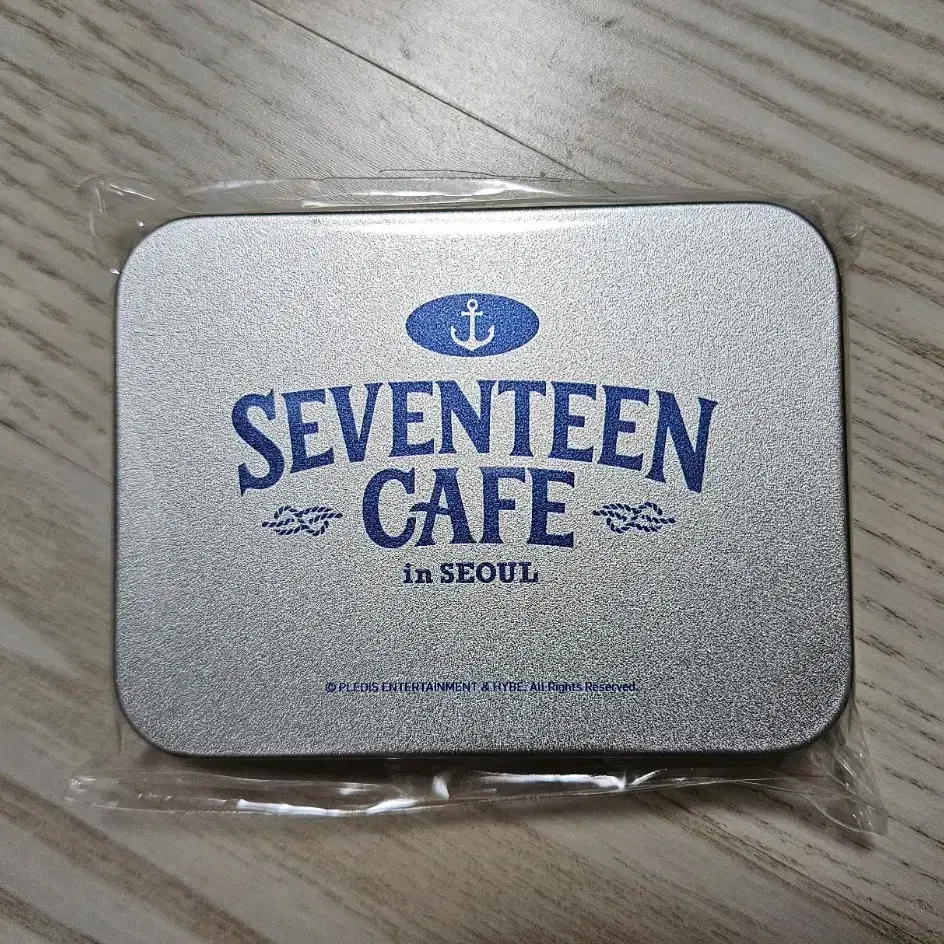 SEVENTEEN
CAFE
in SEOUL
© PLEDIS ENTERTAINMENT & HYBE. All Rights Reserved.